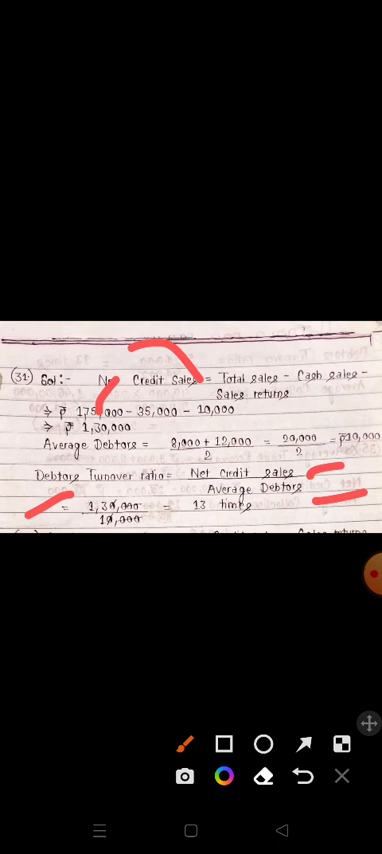 (31) Sol:- Net Credit Sales = Total sales - Cash sales -
Sales returns
⇒ ₹ 175,000 - 35,000 - 10,000
⇒ ₹ 1,30,000
Average Debtors = 8,000 + 12,000 / 2 = 20,000 / 2 = ₹10,000
Debtors Turnover ratio = Net Credit sales / Average Debtors
= 1,30,000 / 10,000 = 13 times